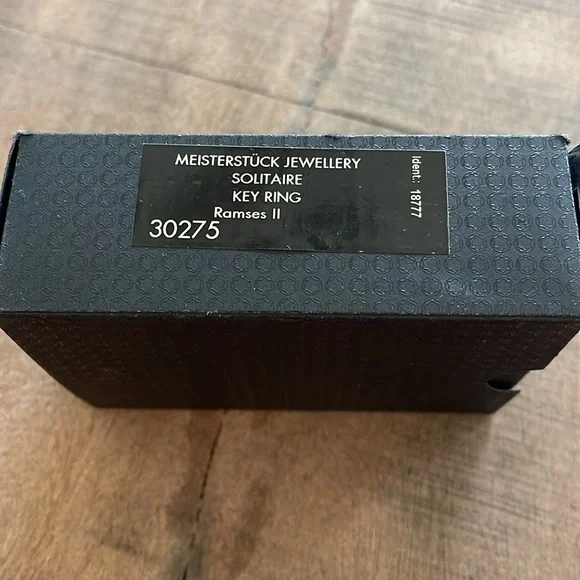 MEISTERSTÜCK JEWELLERY
SOLITAIRE
KEY RING
Ramses II
30275
Ident.: 18777